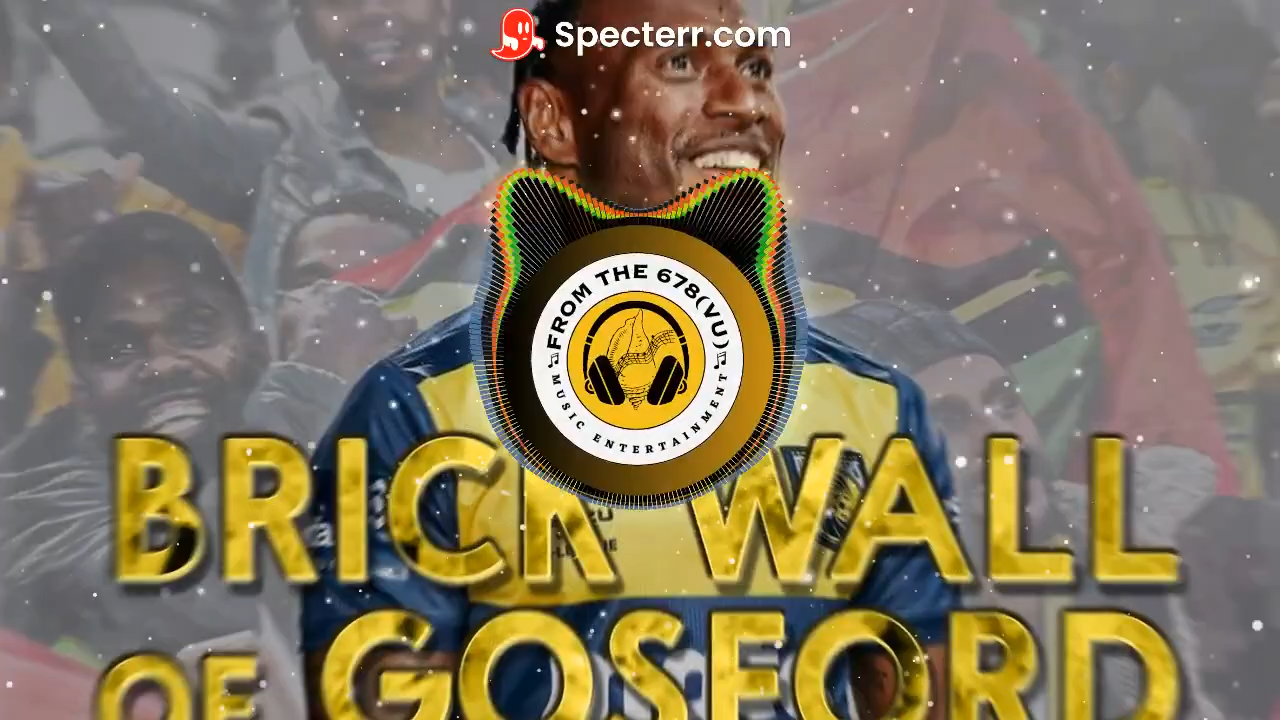 Specterr.com
FROM THE 678(VU)
MUSIC ENTERTAINMENT
BRICK WALL
OF GOSFORD